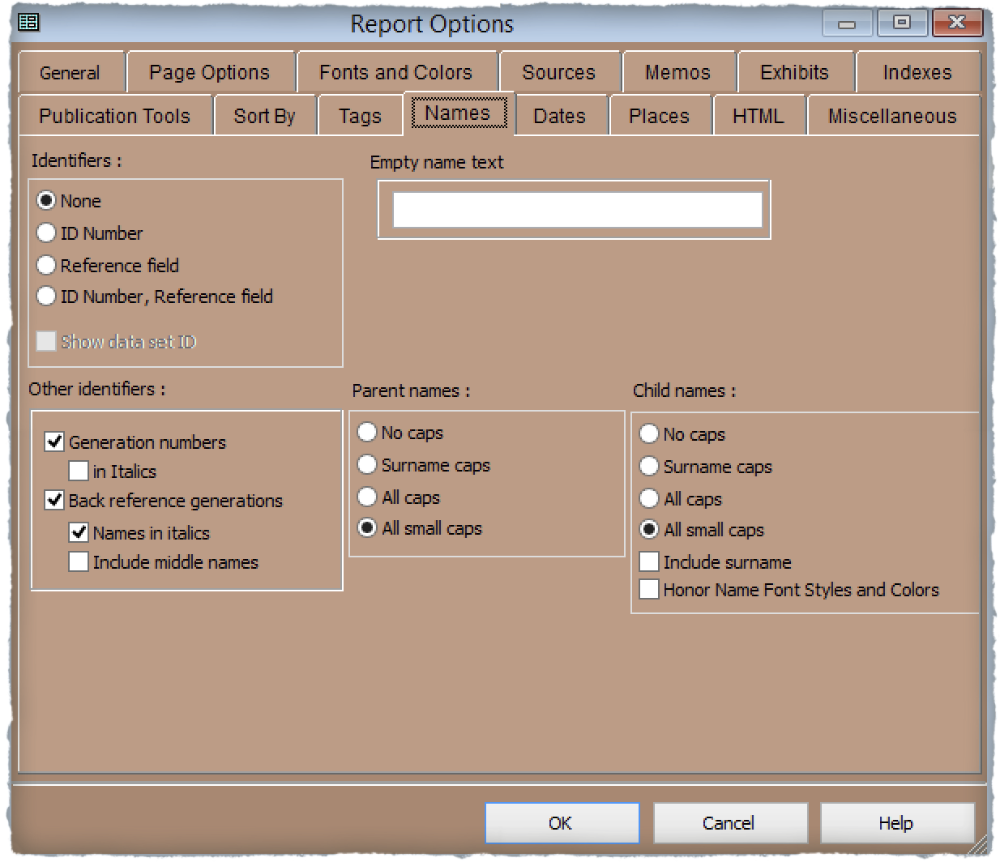 Report Options
General Page Options Fonts and Colors Sources Memos Exhibits Indexes
Publication Tools Sort By Tags Names Dates Places HTML Miscellaneous
Identifiers :
None
ID Number
Reference field
ID Number, Reference field
Show data set ID
Empty name text
Other identifiers :
Generation numbers
in Italics
Back reference generations
Names in italics
Include middle names
Parent names :
No caps
Surname caps
All caps
All small caps
Child names :
No caps
Surname caps
All caps
All small caps
Include surname
Honor Name Font Styles and Colors
OK Cancel Help